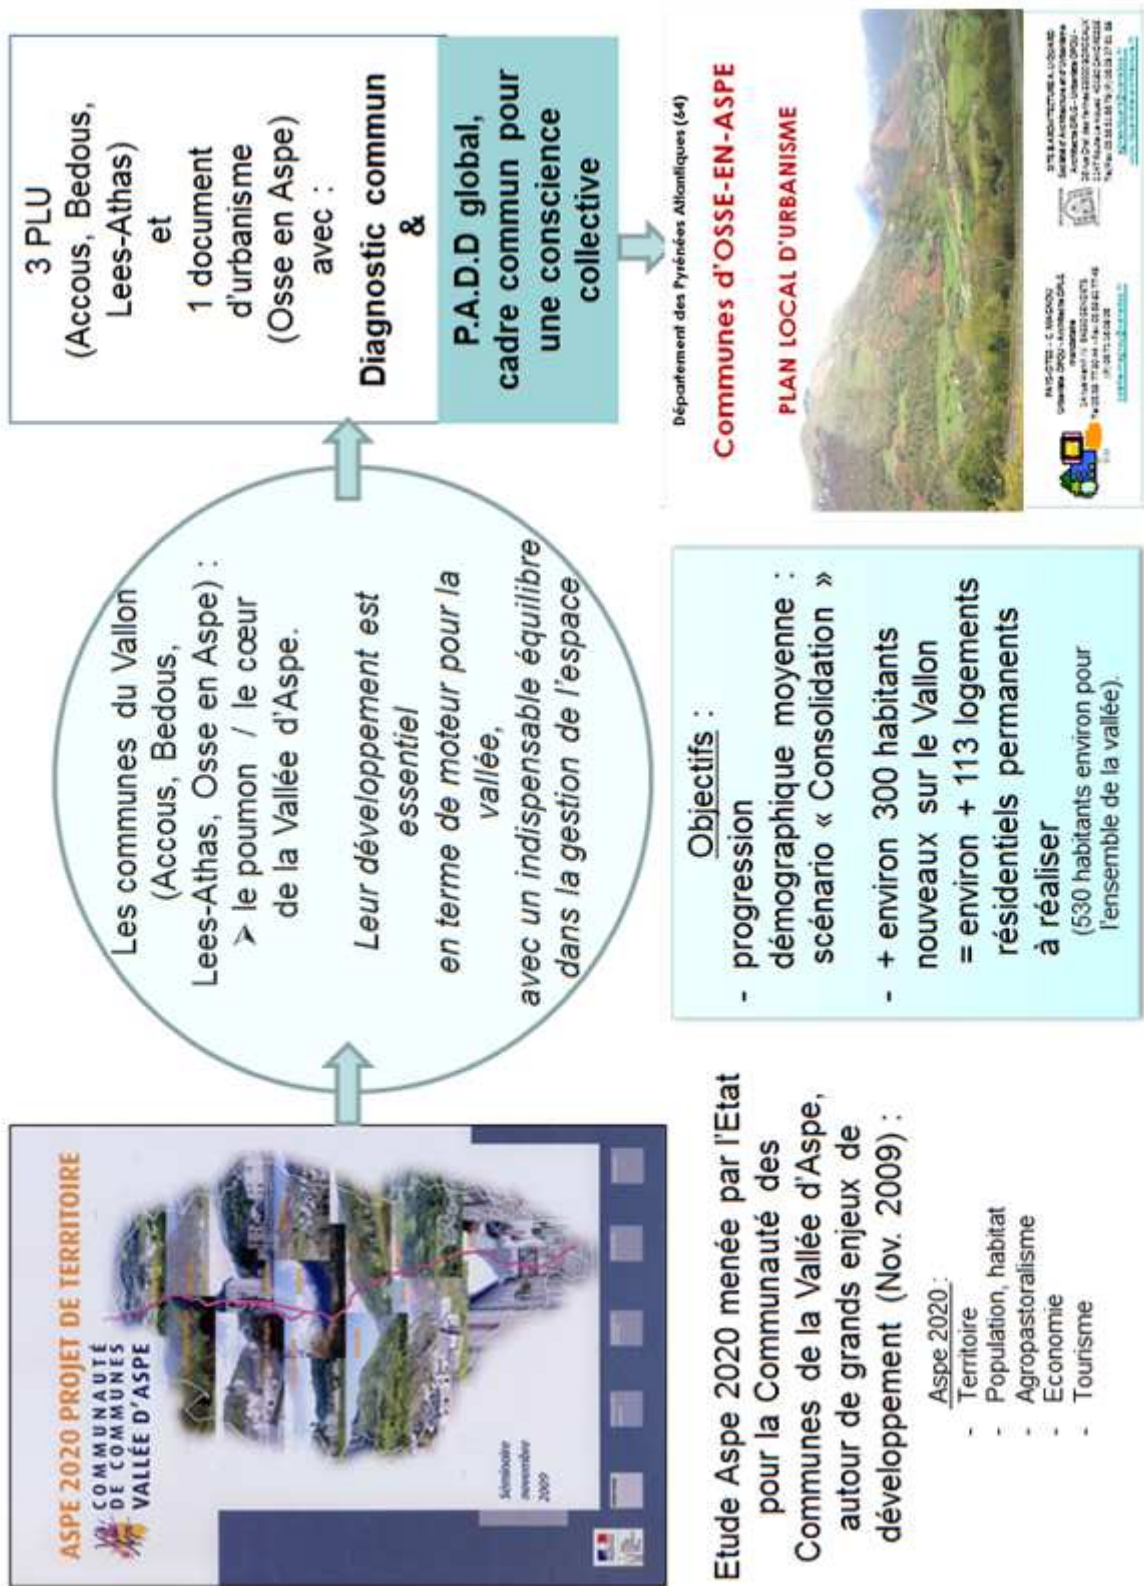 ASPE 2020 PROJET DE TERRITOIRE
COMMUNAUTÉ
DE COMMUNES
VALLÉE D'ASPE
Séminaire
novembre
2009
Etude Aspe 2020 menée par l'Etat
pour la Communauté des
Communes de la Vallée d'Aspe,
autour de grands enjeux de
développement (Nov. 2009) :
Aspe 2020 :
- Territoire
- Population, habitat
- Agropastoralisme
- Economie
- Tourisme
Les communes du Vallon
(Accous, Bedous,
Lees-Athas, Osse en Aspe) :
➤ le poumon / le cœur
de la Vallée d'Aspe.
Leur développement est
essentiel
en terme de moteur pour la
vallée,
avec un indispensable équilibre
dans la gestion de l'espace
Objectifs :
- progression
démographique moyenne :
scénario « Consolidation »
- + environ 300 habitants
nouveaux sur le Vallon
= environ + 113 logements
résidentiels permanents
à réaliser
(530 habitants environ pour
l'ensemble de la vallée).
3 PLU
(Accous, Bedous,
Lees-Athas)
et
1 document
d'urbanisme
(Osse en Aspe)
avec :
Diagnostic commun
&
P.A.D.D global,
cadre commun pour
une conscience
collective
Département des Pyrénées Atlantiques (64)
Communes d'OSSE-EN-ASPE
PLAN LOCAL D'URBANISME